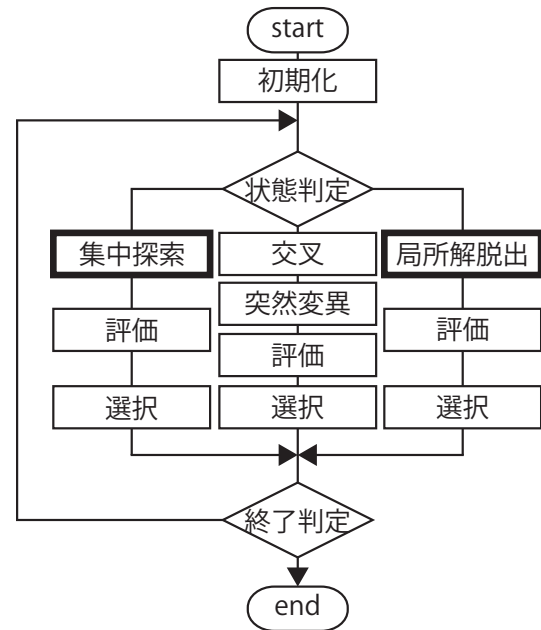 start
初期化
状態判定
集中探索
交叉
局所解脱出
突然変異
評価
評価
評価
選択
選択
選択
終了判定
end